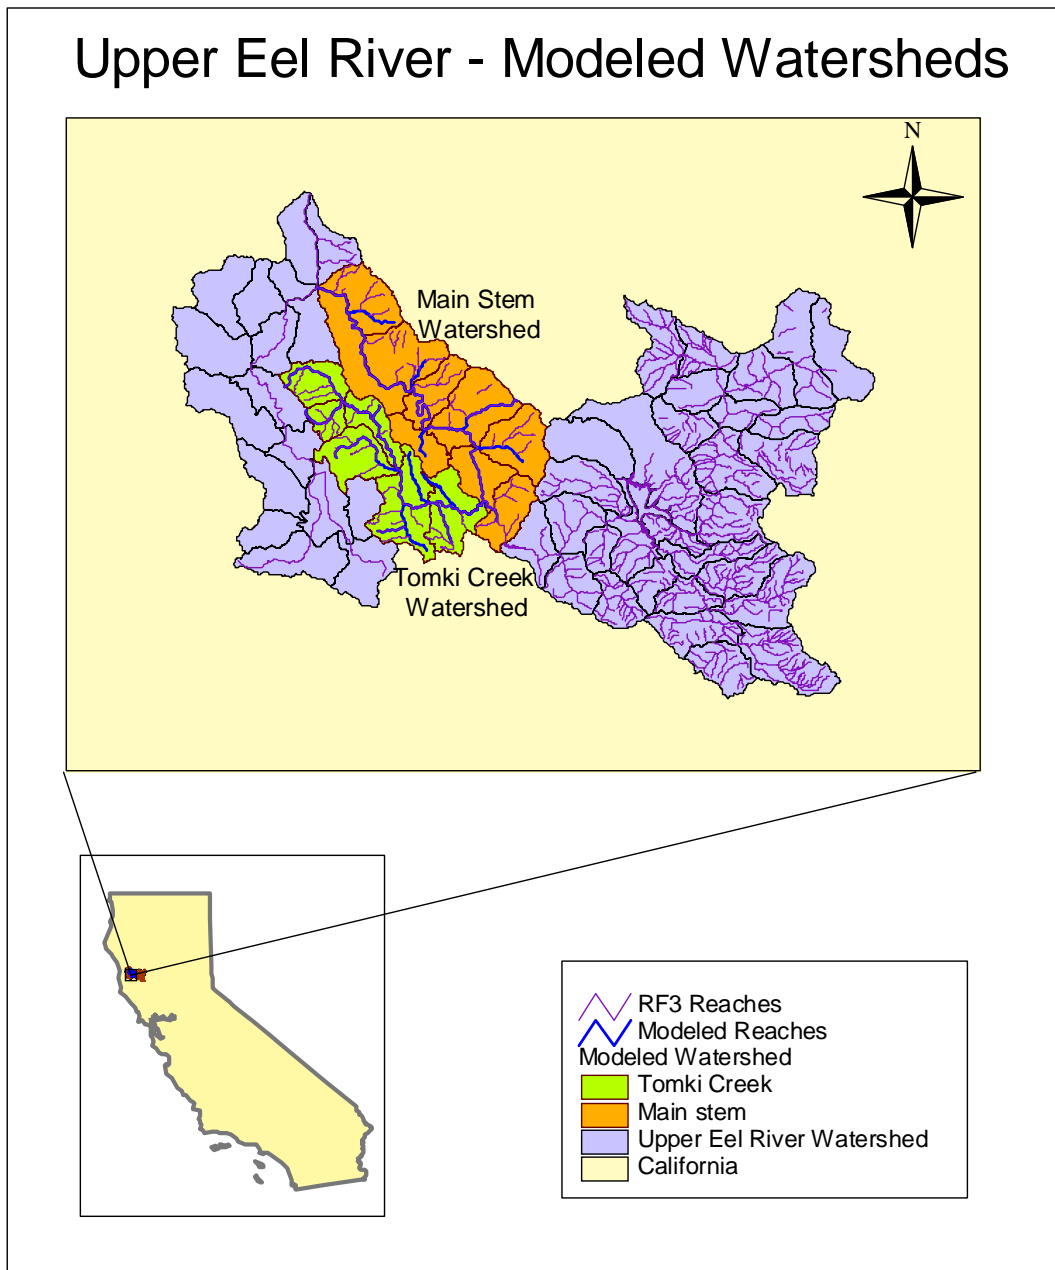 Upper Eel River - Modeled Watersheds
N
Main Stem
Watershed
Tomki Creek
Watershed
RF3 Reaches
Modeled Reaches
Modeled Watershed
Tomki Creek
Main stem
Upper Eel River Watershed
California